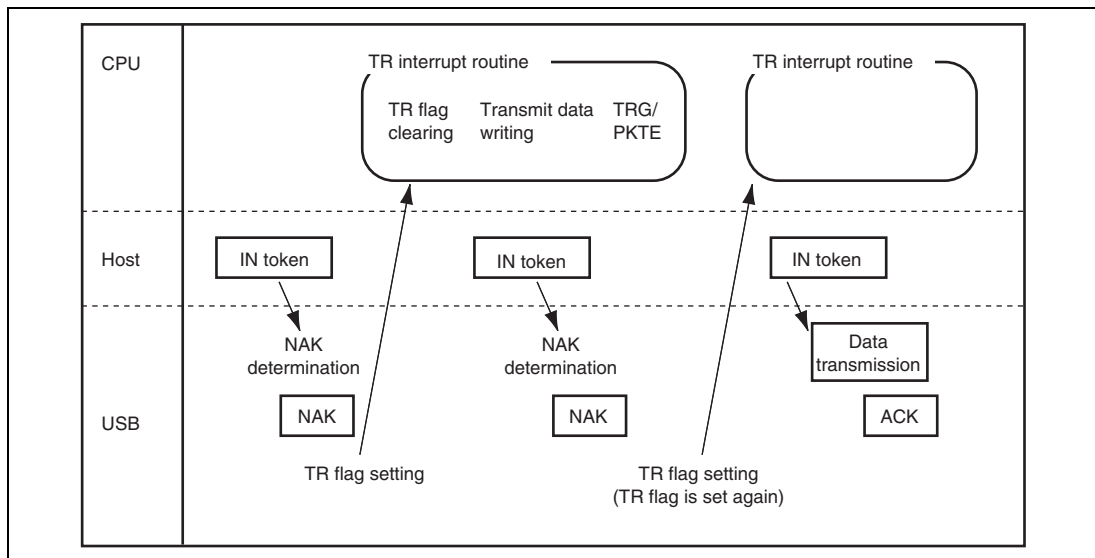 CPU
TR interrupt routine
TR interrupt routine
TR flag
clearing
Transmit data
writing
TRG/
PKTE
Host
IN token
IN token
IN token
NAK
determination
NAK
determination
Data
transmission
USB
NAK
NAK
ACK
TR flag setting
TR flag setting
(TR flag is set again)